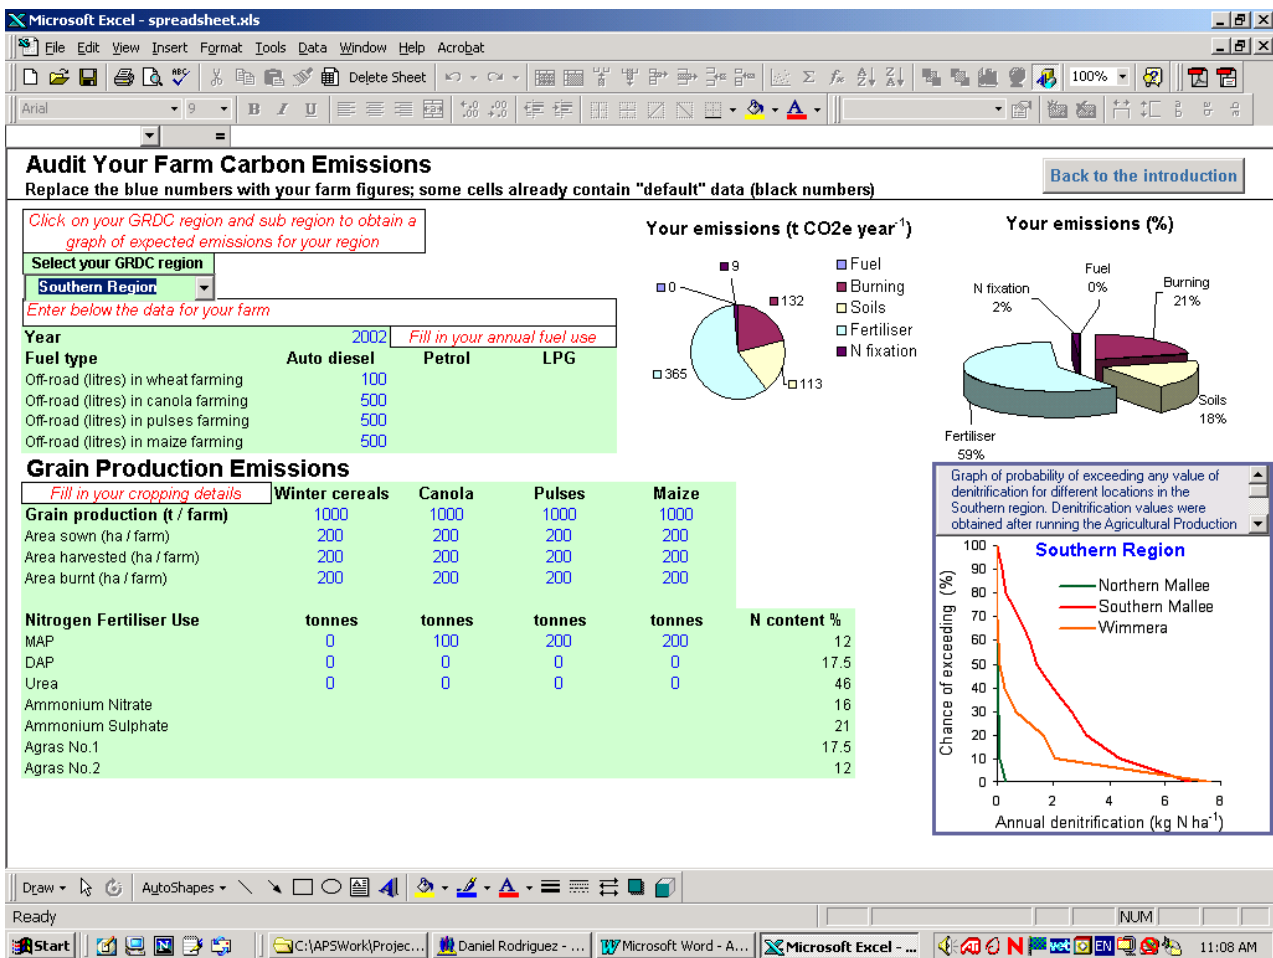 Microsoft Excel - spreadsheet.xls
File Edit View Insert Format Tools Data Window Help Acrobat
Delete Sheet 100%
Arial 9 B I U
=
Audit Your Farm Carbon Emissions
Replace the blue numbers with your farm figures; some cells already contain "default" data (black numbers)
Back to the introduction
Click on your GRDC region and sub region to obtain a
graph of expected emissions for your region
Select your GRDC region
Southern Region
Enter below the data for your farm
Year 2002 Fill in your annual fuel use
Fuel type Auto diesel Petrol LPG
Off-road (litres) in wheat farming 100
Off-road (litres) in canola farming 500
Off-road (litres) in pulses farming 500
Off-road (litres) in maize farming 500
Your emissions (t CO2e year-1)
9
0
132
365
113
Fuel
Burning
Soils
Fertiliser
N fixation
Your emissions (%)
Fuel
0%
N fixation
2%
Burning
21%
Soils
18%
Fertiliser
59%
Grain Production Emissions
Fill in your cropping details Winter cereals Canola Pulses Maize
Grain production (t / farm) 1000 1000 1000 1000
Area sown (ha / farm) 200 200 200 200
Area harvested (ha / farm) 200 200 200 200
Area burnt (ha / farm) 200 200 200 200
Nitrogen Fertiliser Use tonnes tonnes tonnes tonnes N content %
MAP 0 100 200 200 12
DAP 0 0 0 0 17.5
Urea 0 0 0 0 46
Ammonium Nitrate 16
Ammonium Sulphate 21
Agras No.1 17.5
Agras No.2 12
Graph of probability of exceeding any value of
denitrification for different locations in the
Southern region. Denitrification values were
obtained after running the Agricultural Production
Southern Region
Northern Mallee
Southern Mallee
Wimmera
Chance of exceeding (%)
100
90
80
70
60
50
40
30
20
10
0
0 2 4 6 8
Annual denitrification (kg N ha-1)
Draw AutoShapes
Ready NUM
Start C:\APSWork\Projec... Daniel Rodriguez - ... Microsoft Word - A... Microsoft Excel - ... EN 11:08 AM